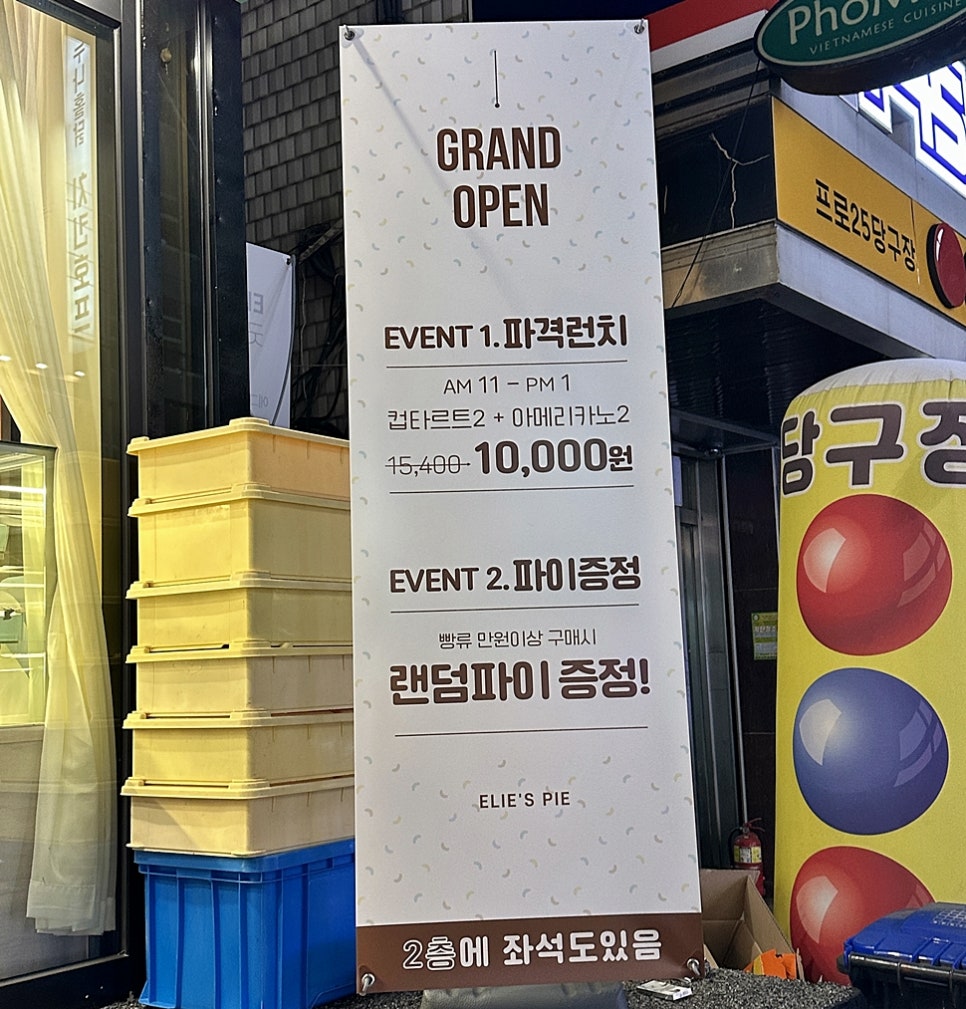 GRAND
OPEN
EVENT 1. 파격런치
AM 11 – PM 1
컵타르트2 + 아메리카노2
15,400 10,000원
EVENT 2. 파이증정
빵류 만원이상 구매시
랜덤파이 증정!
ELIE'S PIE
2층에 좌석도있음
VIETNAMESE CUISINE
프로25당구장
당구장